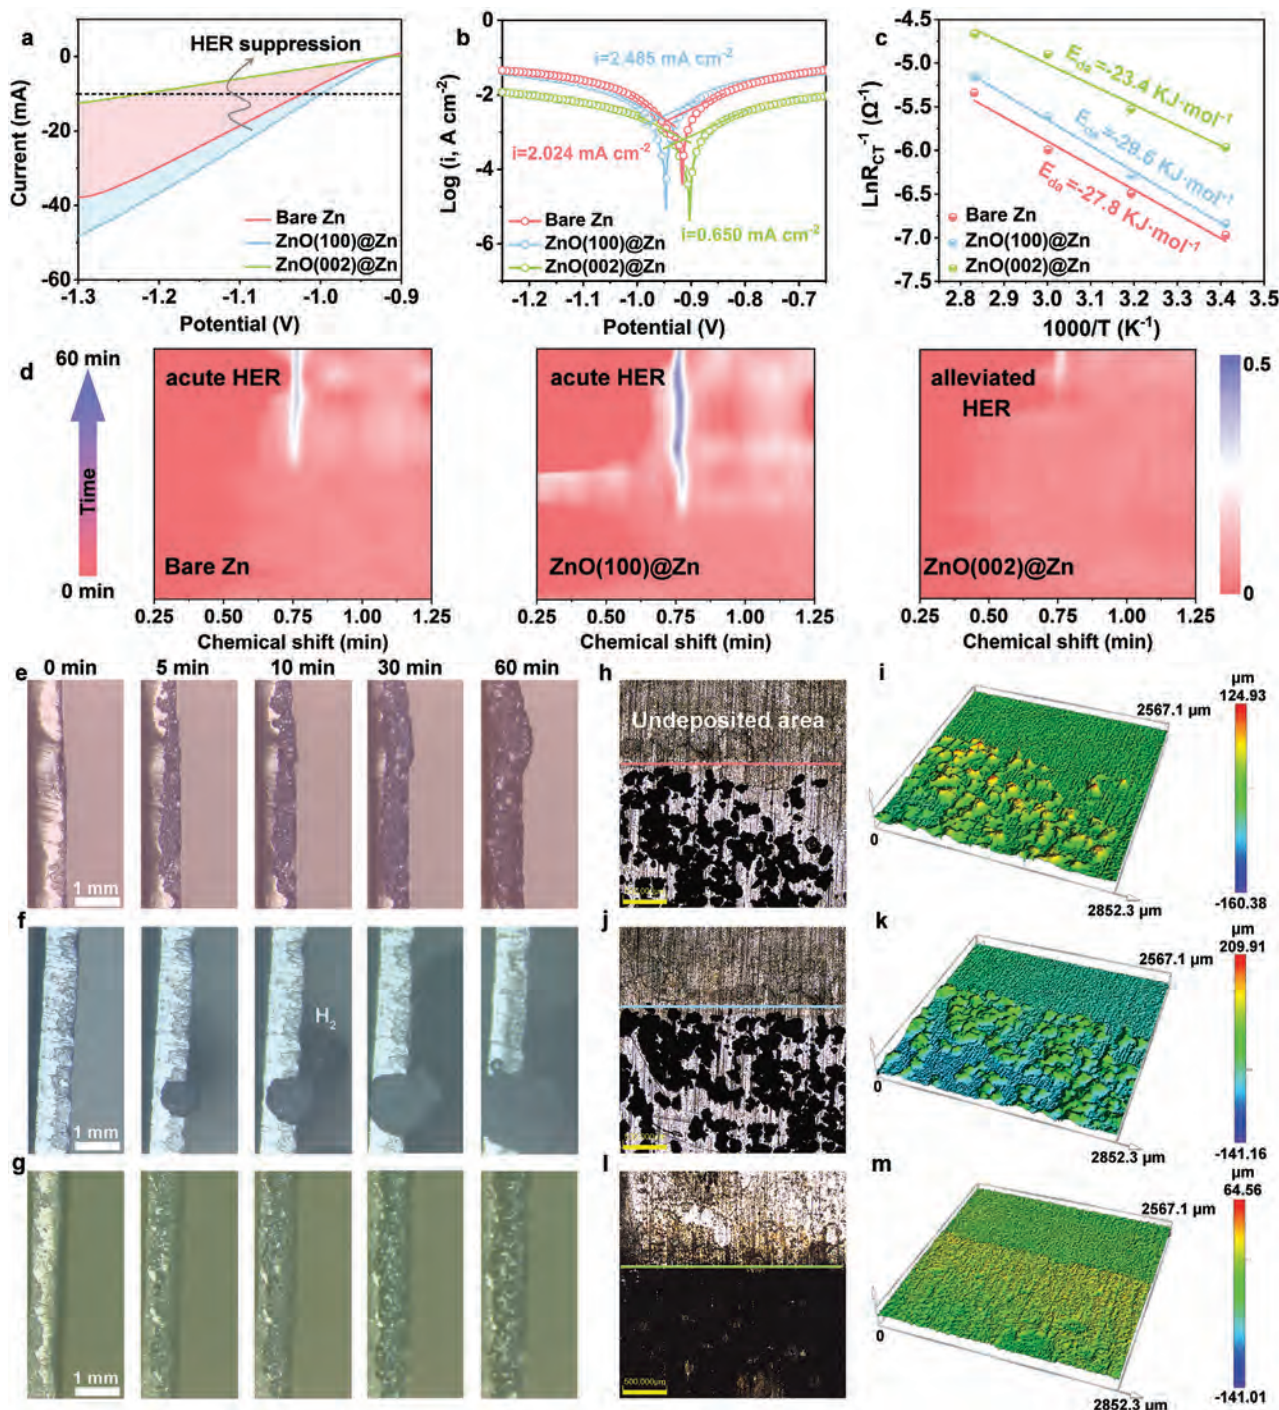 a
HER suppression
0
-20
-40
-60
Current (mA)
Bare Zn
ZnO(100)@Zn
ZnO(002)@Zn
-1.3 -1.2 -1.1 -1.0 -0.9
Potential (V)
b
i=2.485 mA cm-2
i=2.024 mA cm-2
i=0.650 mA cm-2
0
-2
-4
-6
Log (i, A cm-2)
Bare Zn
ZnO(100)@Zn
ZnO(002)@Zn
-1.2 -1.1 -1.0 -0.9 -0.8 -0.7
Potential (V)
c
-4.5
-5.0
-5.5
-6.0
-6.5
-7.0
-7.5
LnRCT-1 (Ω-1)
Eda=-23.4 KJ·mol-1
Eda=-29.6 KJ·mol-1
Eda=-27.8 KJ·mol-1
Bare Zn
ZnO(100)@Zn
ZnO(002)@Zn
2.8 2.9 3.0 3.1 3.2 3.3 3.4
1000/T (K-1)
d
60 min
Time
0 min
acute HER
Bare Zn
0.25 0.50 0.75 1.00 1.25
Chemical shift (min)
acute HER
ZnO(100)@Zn
0.25 0.50 0.75 1.00 1.25
Chemical shift (min)
alleviated
HER
ZnO(002)@Zn
0.25 0.50 0.75 1.00 1.25
Chemical shift (min)
0.5
0
e
0 min 5 min 10 min 30 min 60 min
1 mm
f
H2
1 mm
g
1 mm
h
Undeposited area
i
2567.1 µm
0
2852.3 µm
µm
124.93
-160.38
j
k
2567.1 µm
0
2852.3 µm
µm
209.91
-141.16
l
500.000µm
m
2567.1 µm
0
2852.3 µm
µm
64.56
-141.01